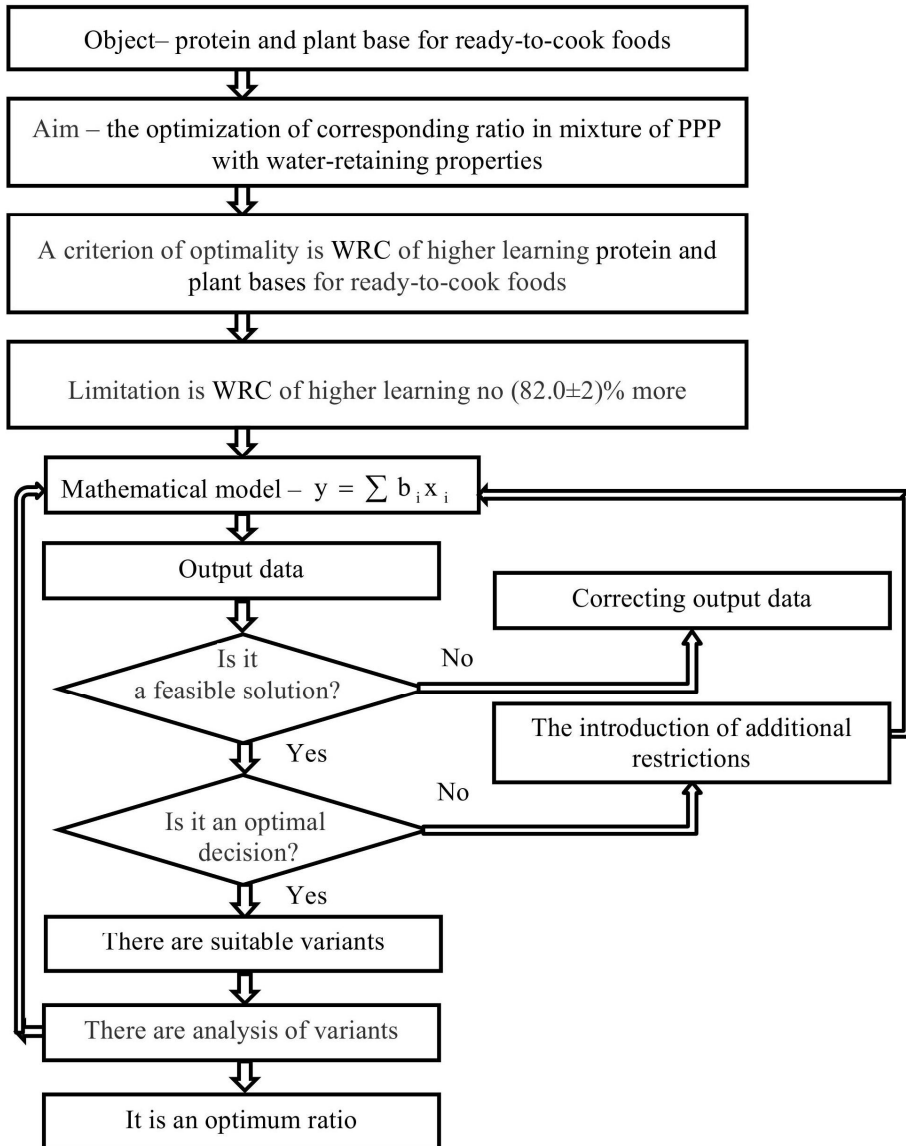 Object– protein and plant base for ready-to-cook foods
Aim – the optimization of corresponding ratio in mixture of PPP
with water-retaining properties
A criterion of optimality is WRC of higher learning protein and
plant bases for ready-to-cook foods
Limitation is WRC of higher learning no (82.0±2)% more
Mathematical model – y = ∑ b i x i
Output data
Correcting output data
Is it
a feasible solution?
No
The introduction of additional
restrictions
Yes
No
Is it an optimal
decision?
Yes
There are suitable variants
There are analysis of variants
It is an optimum ratio